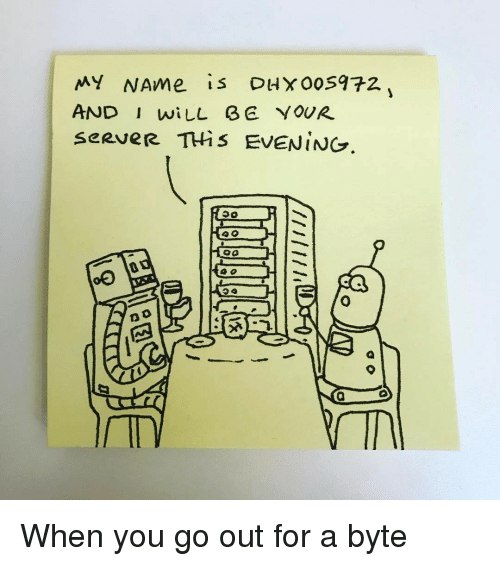 MY NAME is DHX005972,
AND I WiLL BE YOUR
SERVER THiS EVENiNG.
When you go out for a byte